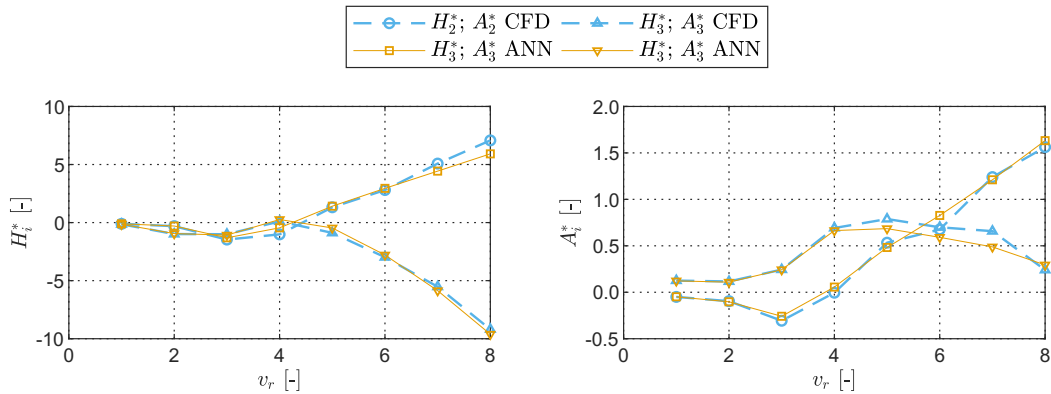 H₂*; A₂* CFD H₃*; A₃* CFD
H₃*; A₃* ANN H₃*; A₃* ANN
10
5
0
-5
-10
0 2 4 6 8
Hᵢ* [-]
vᵣ [-]
2.0
1.5
1.0
0.5
0.0
-0.5
0 2 4 6 8
Aᵢ* [-]
vᵣ [-]